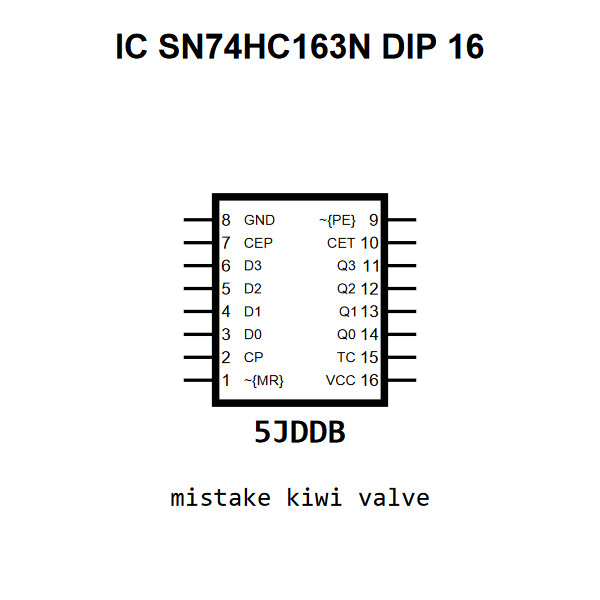 IC SN74HC163N DIP 16
8 GND ~{PE} 9
7 CEP CET 10
6 D3 Q3 11
5 D2 Q2 12
4 D1 Q1 13
3 D0 Q0 14
2 CP TC 15
1 ~{MR} VCC 16
5JDDB
mistake kiwi valve